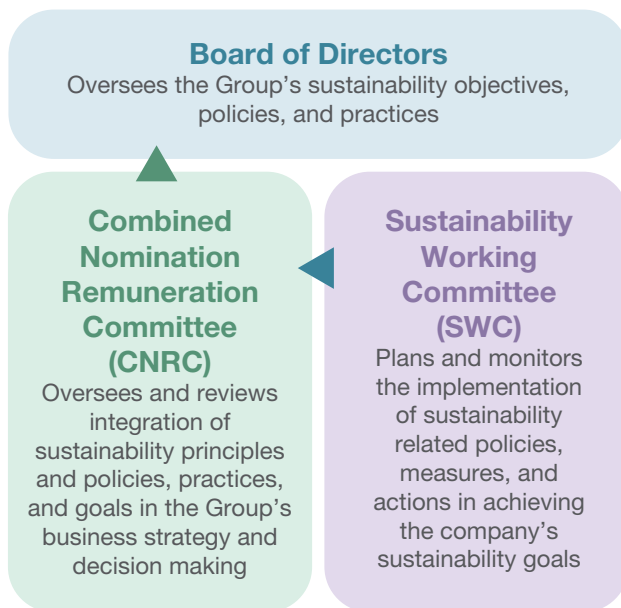 Board of Directors
Oversees the Group’s sustainability objectives,
policies, and practices
Combined
Nomination
Remuneration
Committee
(CNRC)
Oversees and reviews
integration of
sustainability principles
and policies, practices,
and goals in the Group’s
business strategy and
decision making
Sustainability
Working
Committee
(SWC)
Plans and monitors
the implementation
of sustainability
related policies,
measures, and
actions in achieving
the company’s
sustainability goals